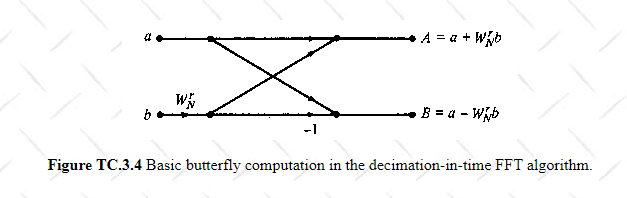 a A = a + W_N^r b
W_N^r
b B = a - W_N^r b
-1
Figure TC.3.4 Basic butterfly computation in the decimation-in-time FFT algorithm.